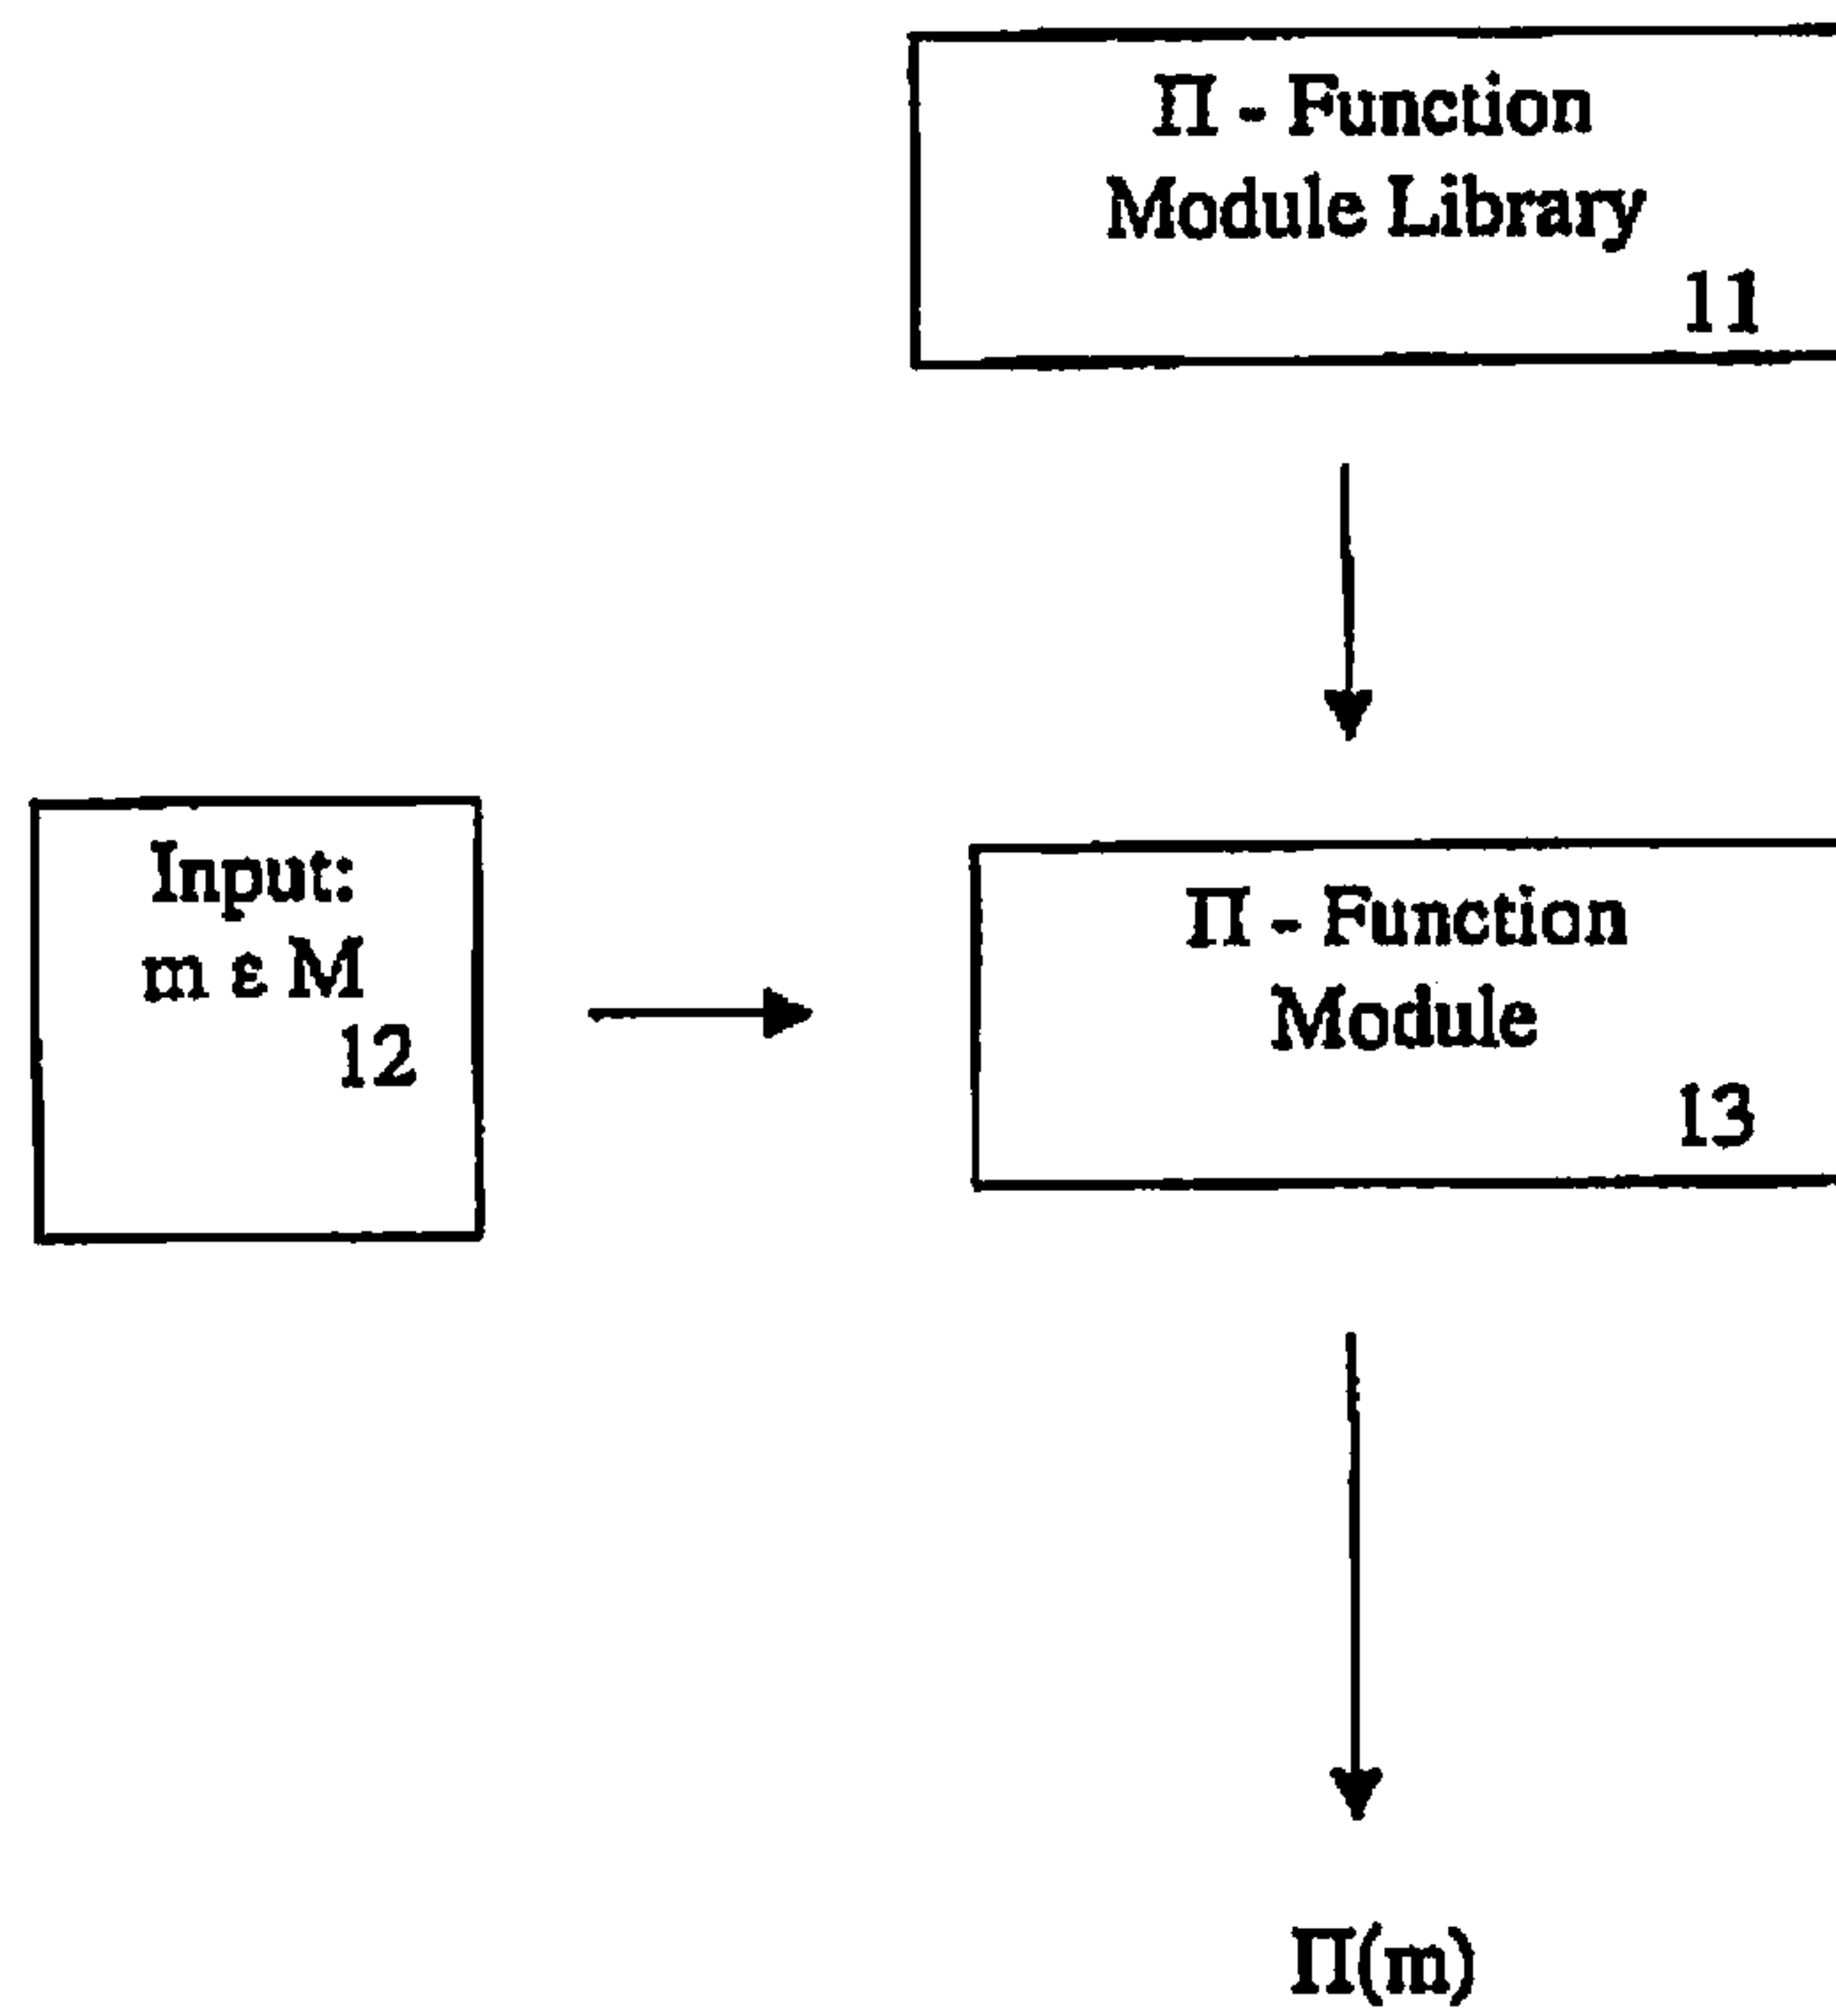 Π - Function
Module Library
11
Input:
m ε M
12
Π - Function
Module
13
Π(m)